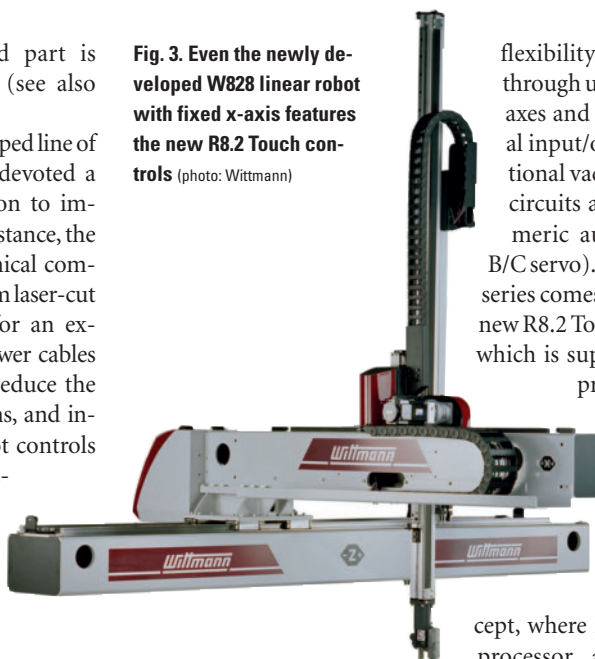 d part is
(see also
ped line of
devoted a
on to im-
stance, the
nical com-
m laser-cut
for an ex-
wer cables
educe the
ns, and in-
ot controls
-
Fig. 3. Even the newly de-
veloped W828 linear robot
with fixed x-axis features
the new R8.2 Touch con-
trols (photo: Wittmann)
flexibility
through u
axes and
al input/o
tional vac
circuits a
meric au
B/C servo).
series comes
new R8.2 To
which is sup
pr
Wittmann
X
Wittmann
Z
Wittmann
cept, where
processor